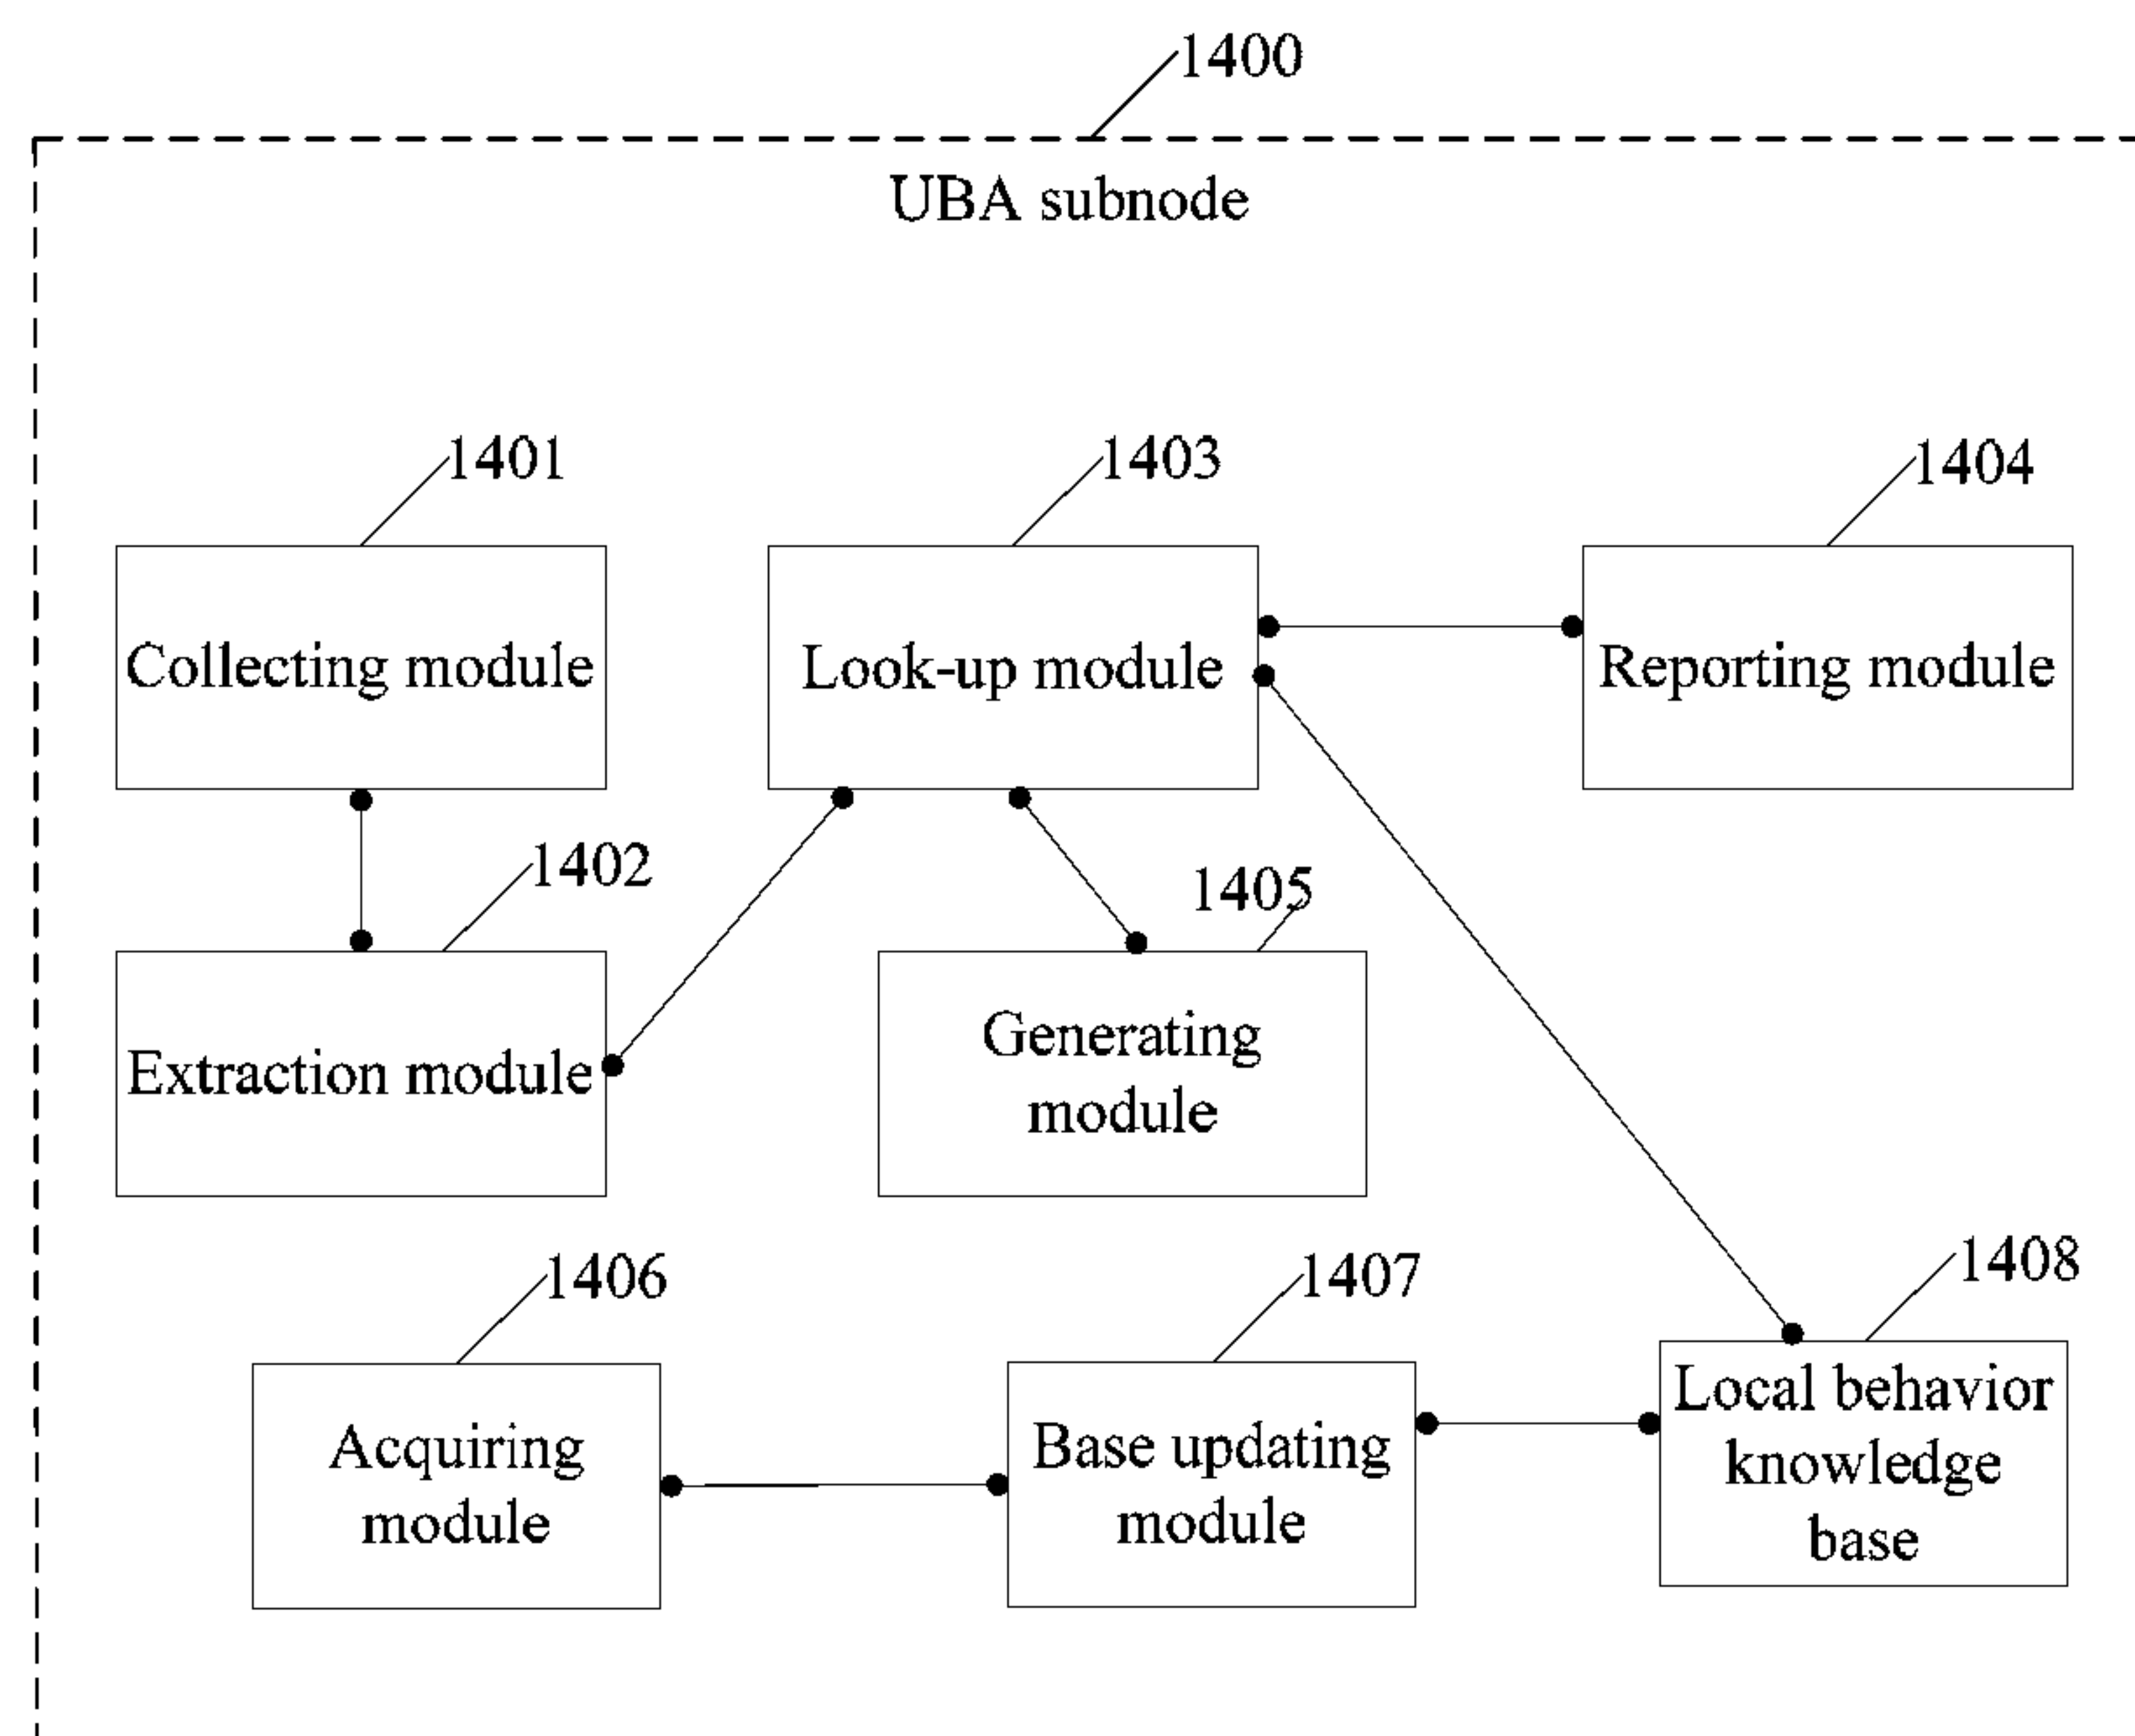 1400
UBA subnode
1401
1403
1404
Collecting module
Look-up module
Reporting module
1402
1405
Extraction module
Generating
module
1406
1407
1408
Acquiring
module
Base updating
module
Local behavior
knowledge
base